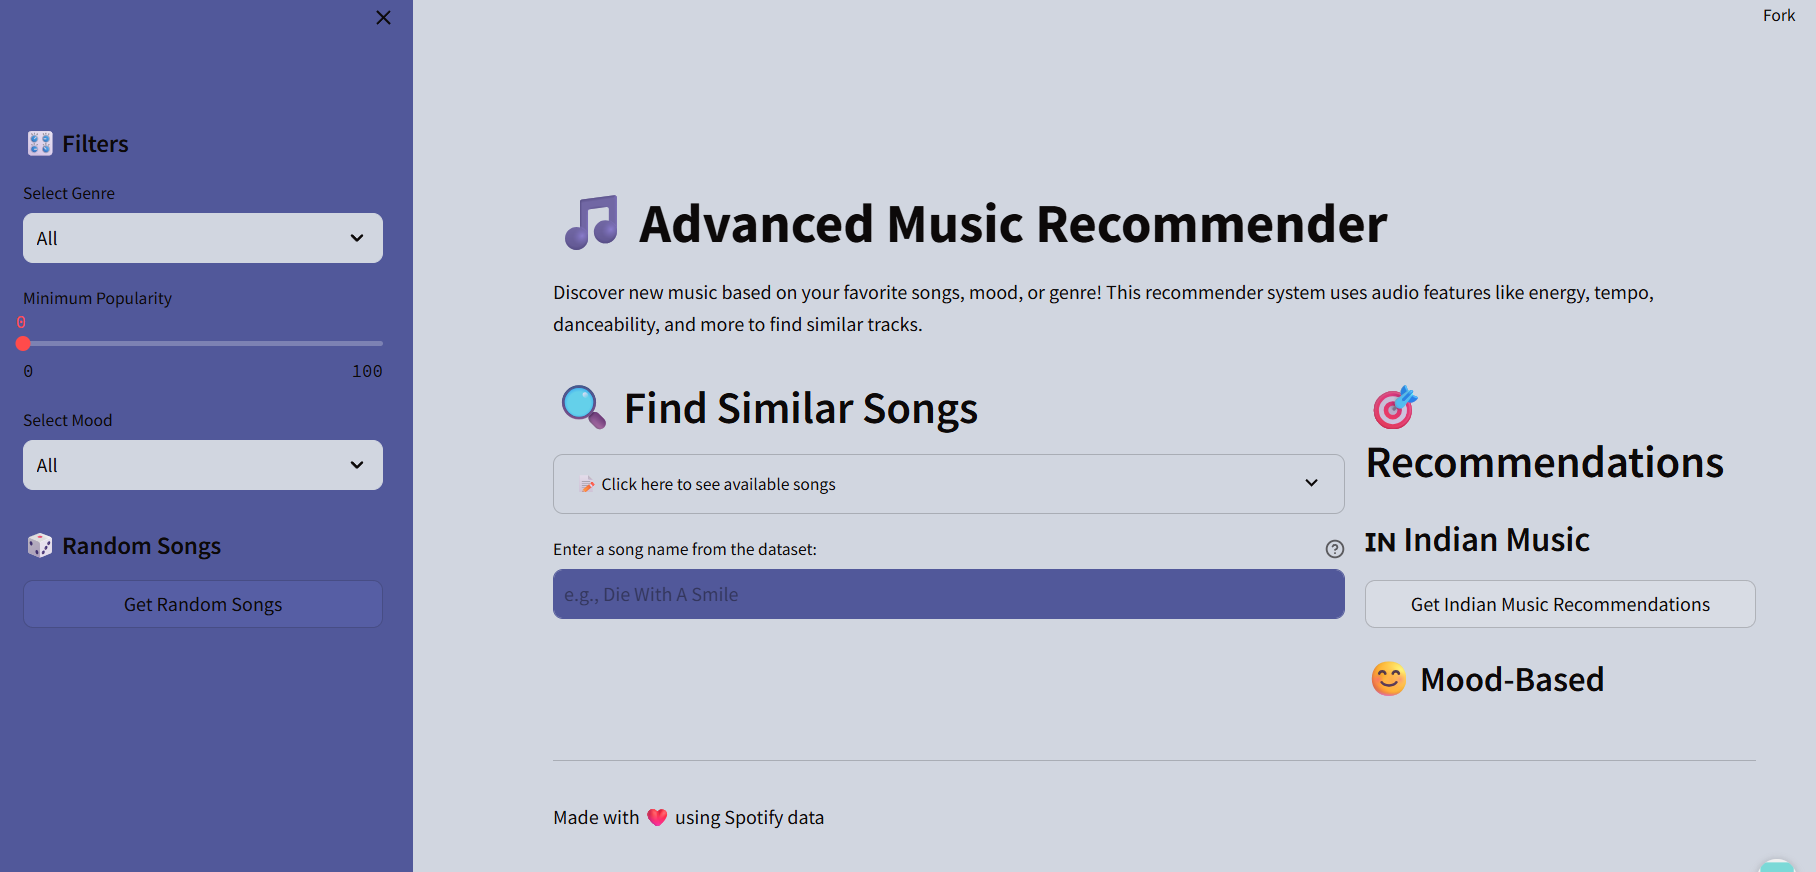 Fork
Filters
Select Genre
All
Minimum Popularity
0
0 100
Select Mood
All
Random Songs
Get Random Songs
Advanced Music Recommender
Discover new music based on your favorite songs, mood, or genre! This recommender system uses audio features like energy, tempo,
danceability, and more to find similar tracks.
Find Similar Songs
Click here to see available songs
Enter a song name from the dataset:
e.g., Die With A Smile
Recommendations
IN Indian Music
Get Indian Music Recommendations
Mood-Based
Made with ❤️ using Spotify data